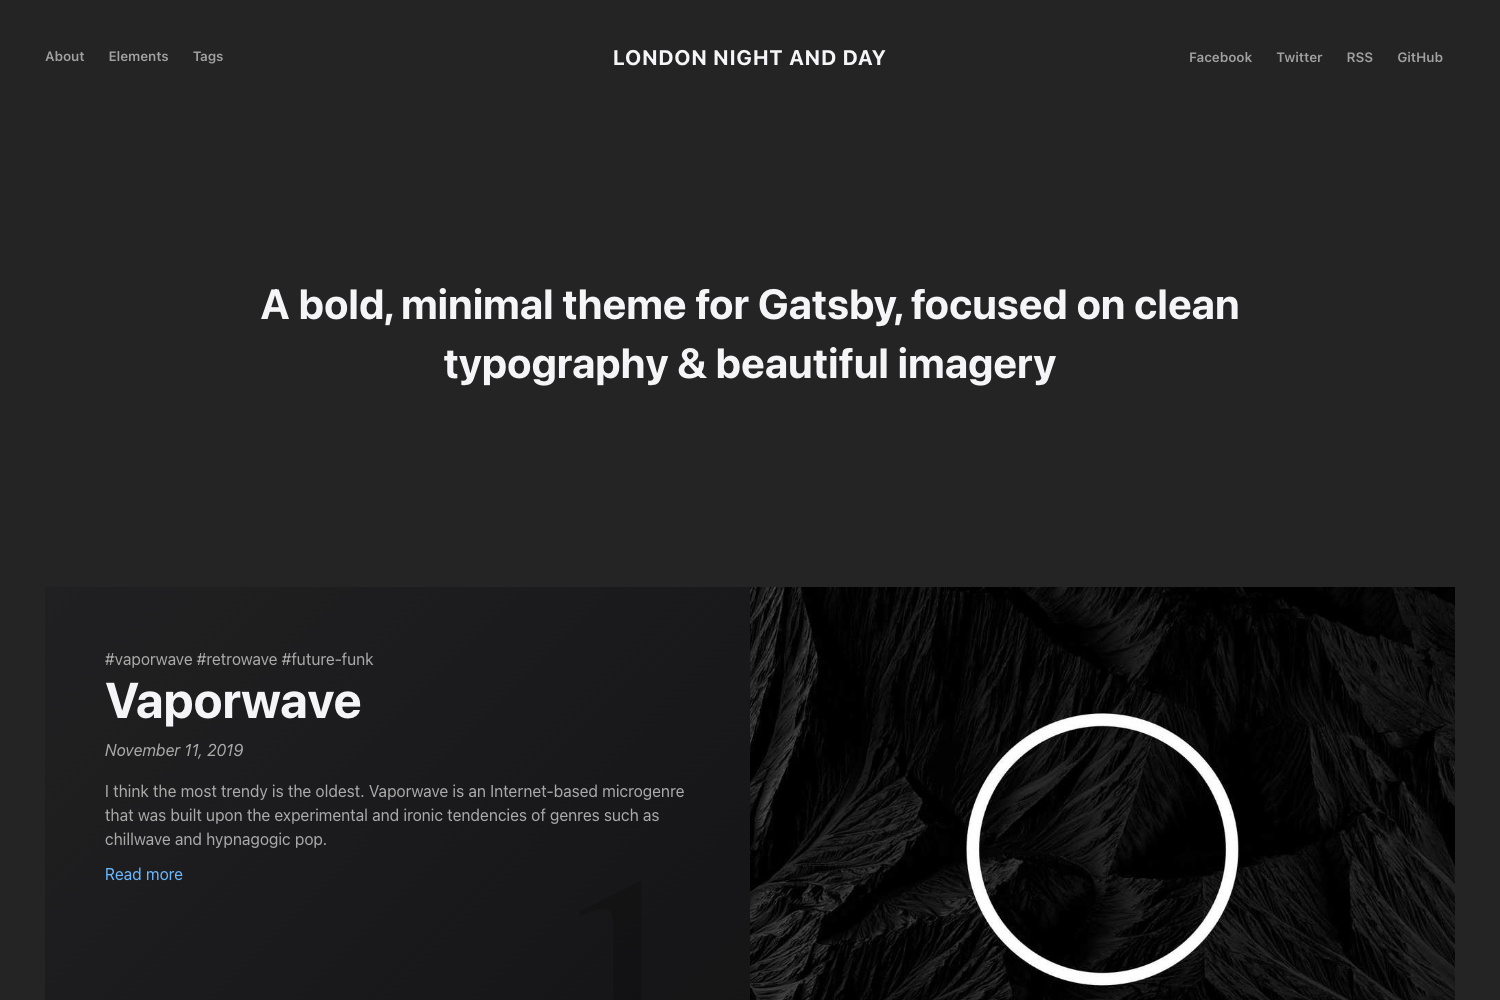 About Elements Tags
LONDON NIGHT AND DAY
Facebook Twitter RSS GitHub
A bold, minimal theme for Gatsby, focused on clean
typography & beautiful imagery
#vaporwave #retrowave #future-funk
Vaporwave
November 11, 2019
I think the most trendy is the oldest. Vaporwave is an Internet-based microgenre
that was built upon the experimental and ironic tendencies of genres such as
chillwave and hypnagogic pop.
Read more
1